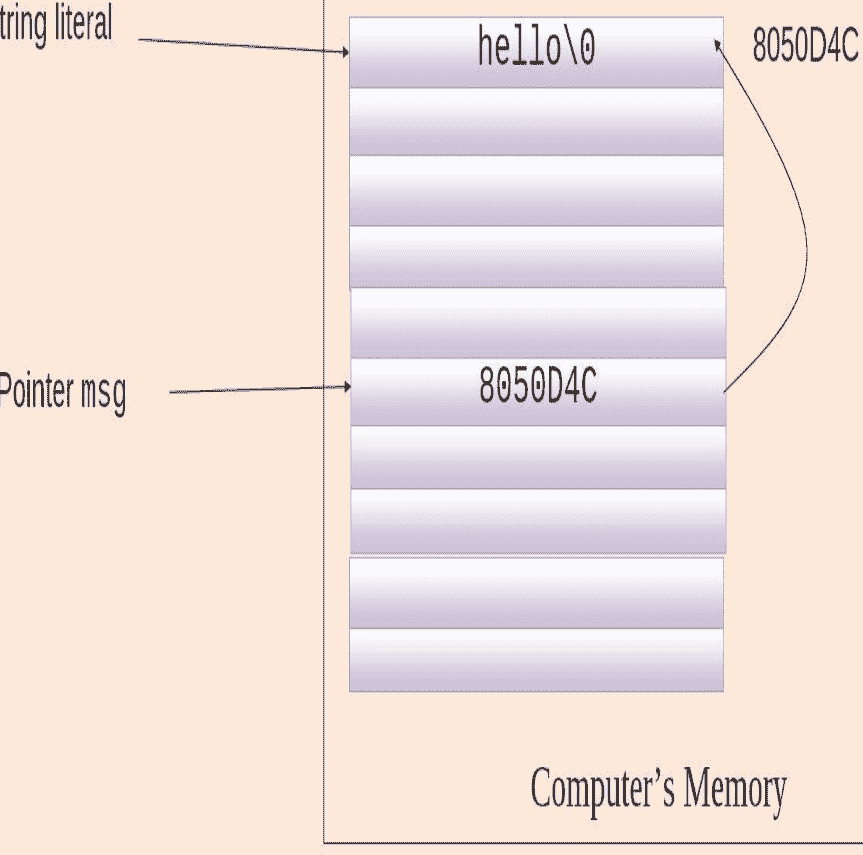 tring literal
hello\0
8050D4C
Pointer msg
8050D4C
Computer’s Memory